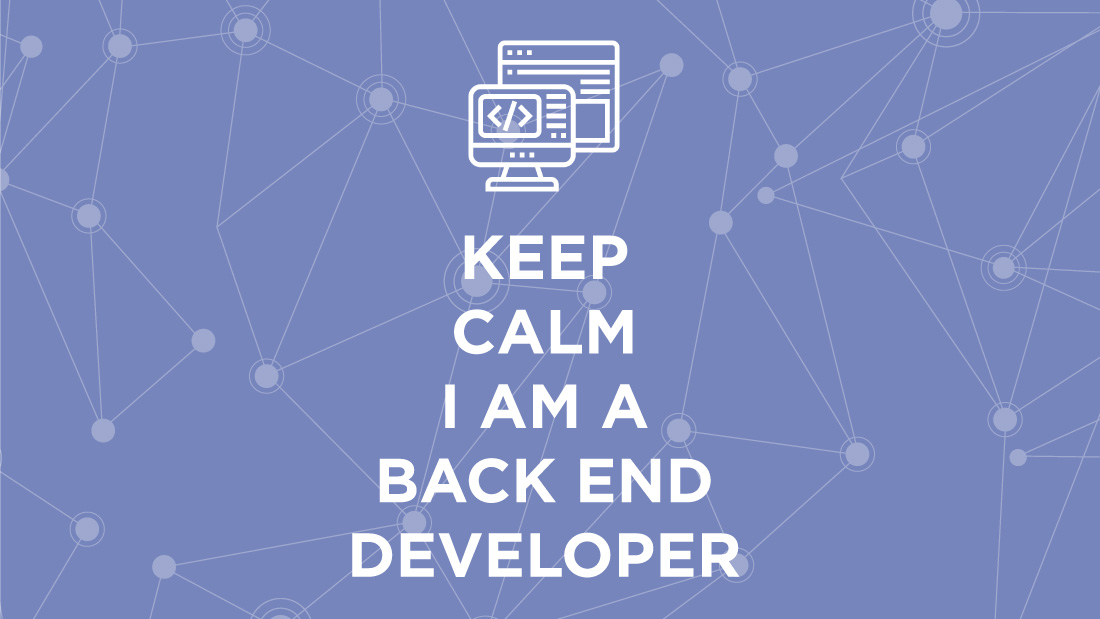 KEEP
CALM
I AM A
BACK END
DEVELOPER